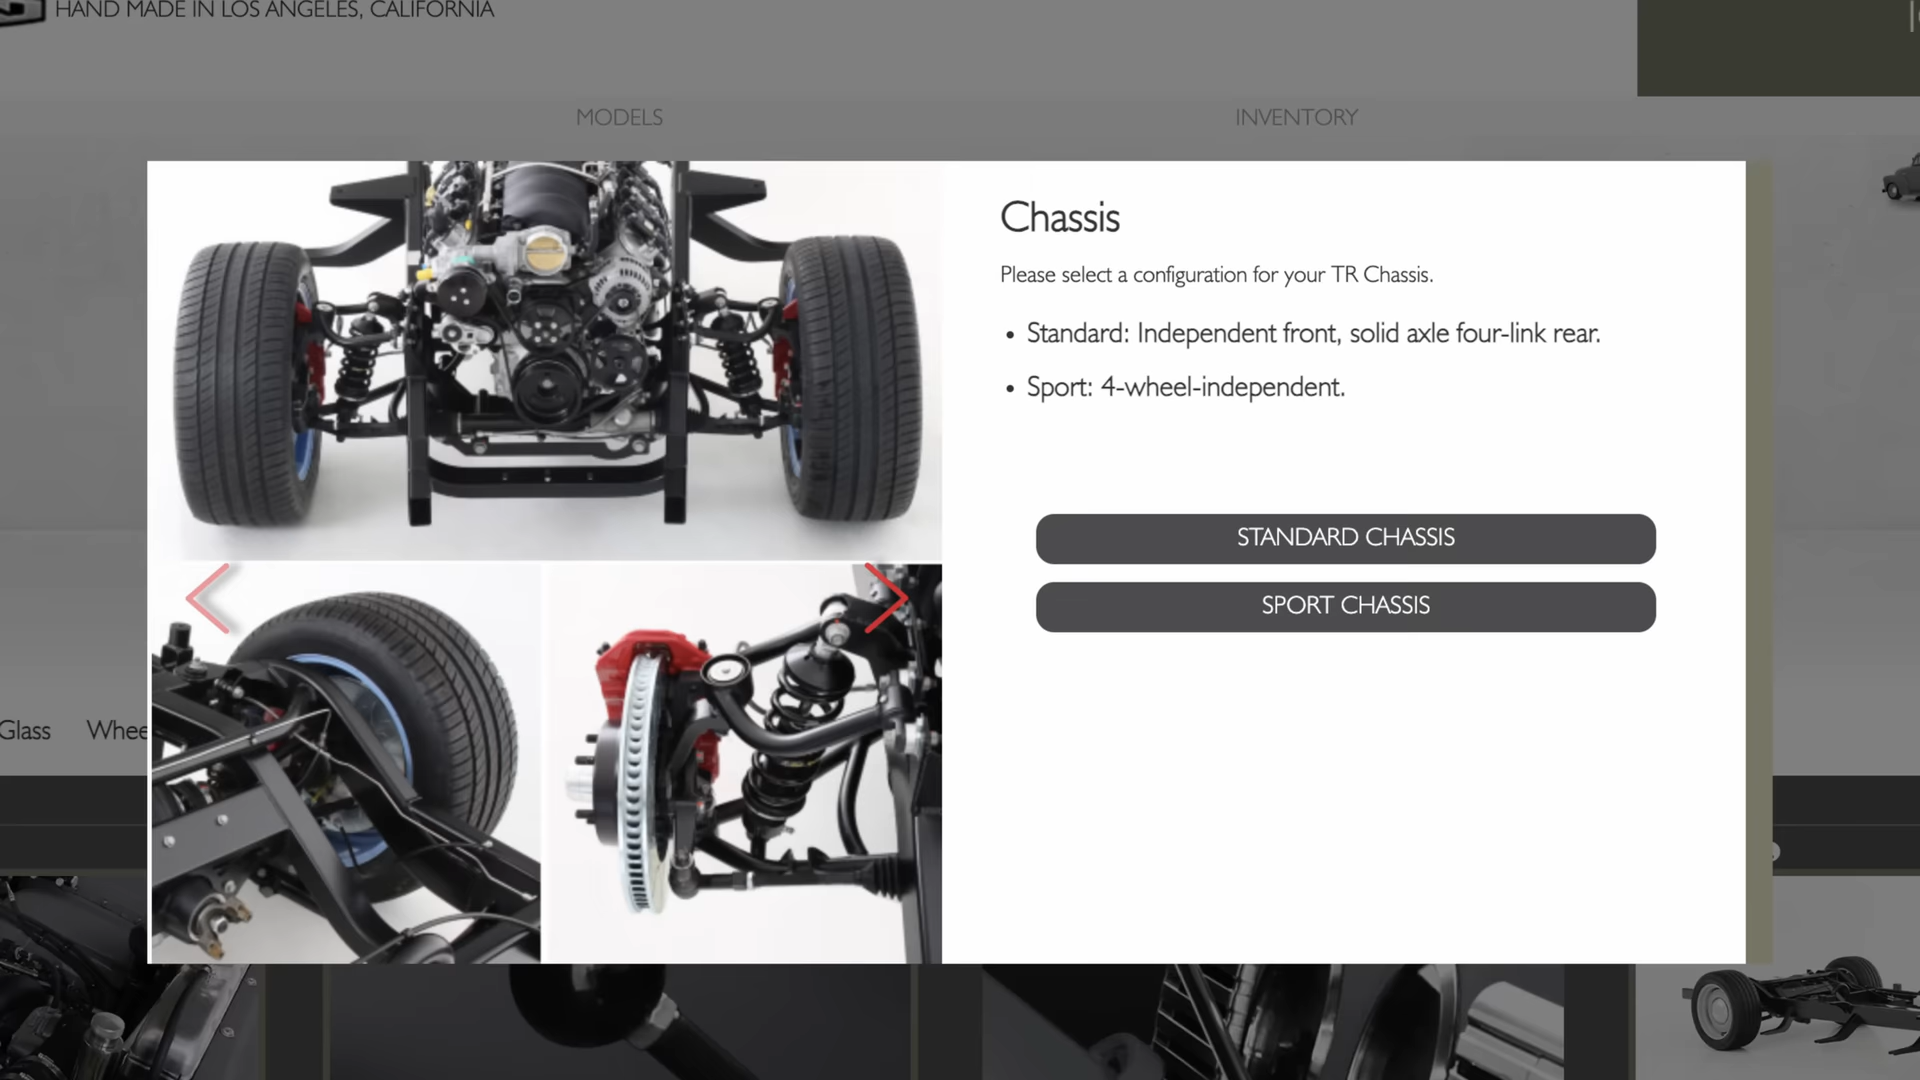 HAND MADE IN LOS ANGELES, CALIFORNIA
MODELS
INVENTORY
Chassis
Please select a configuration for your TR Chassis.
• Standard: Independent front, solid axle four-link rear.
• Sport: 4-wheel-independent.
STANDARD CHASSIS
SPORT CHASSIS
Glass